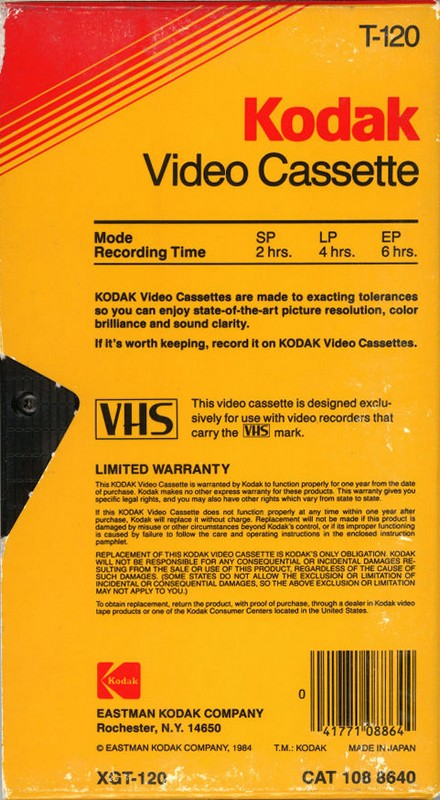 T-120
Kodak
Video Cassette
Mode SP LP EP
Recording Time 2 hrs. 4 hrs. 6 hrs.
KODAK Video Cassettes are made to exacting tolerances
so you can enjoy state-of-the-art picture resolution, color
brilliance and sound clarity.
If it's worth keeping, record it on KODAK Video Cassettes.
VHS
This video cassette is designed exclu-
sively for use with video recorders that
carry the VHS mark.
LIMITED WARRANTY
This KODAK Video Cassette is warranted by Kodak to function properly for one year from the date
of purchase. Kodak makes no other express warranty for these products. This warranty gives you
specific legal rights, and you may also have other rights which vary from state to state.
If this KODAK Video Cassette does not function properly at any time within one year after
purchase, Kodak will replace it without charge. Replacement will not be made if this product is
damaged by misuse or other circumstances beyond Kodak's control, or if its improper functioning
is caused by failure to follow the care and operating instructions in the enclosed instruction
pamphlet.
REPLACEMENT OF THIS KODAK VIDEO CASSETTE IS KODAK'S ONLY OBLIGATION. KODAK
WILL NOT BE RESPONSIBLE FOR ANY CONSEQUENTIAL OR INCIDENTAL DAMAGES RE-
SULTING FROM THE SALE OR USE OF THIS PRODUCT, REGARDLESS OF THE CAUSE OF
SUCH DAMAGES. (SOME STATES DO NOT ALLOW THE EXCLUSION OR LIMITATION OF
INCIDENTAL OR CONSEQUENTIAL DAMAGES, SO THE ABOVE EXCLUSION OR LIMITATION
MAY NOT APPLY TO YOU.)
To obtain replacement, return the product, with proof of purchase, through a dealer in Kodak video
tape products or one of the Kodak Consumer Centers located in the United States.
Kodak
EASTMAN KODAK COMPANY
Rochester, N.Y. 14650
0 41771 08864
© EASTMAN KODAK COMPANY, 1984 T.M.: KODAK MADE IN JAPAN
XGT-120 CAT 108 8640